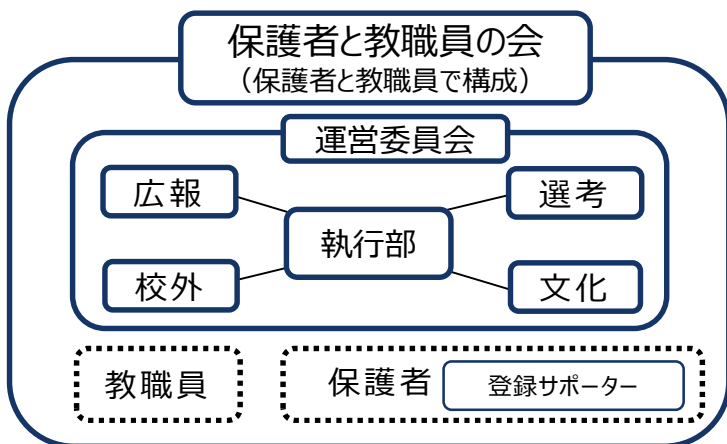 保護者と教職員の会
（保護者と教職員で構成）
運営委員会
広報
選考
執行部
校外
文化
教職員
保護者
登録サポーター